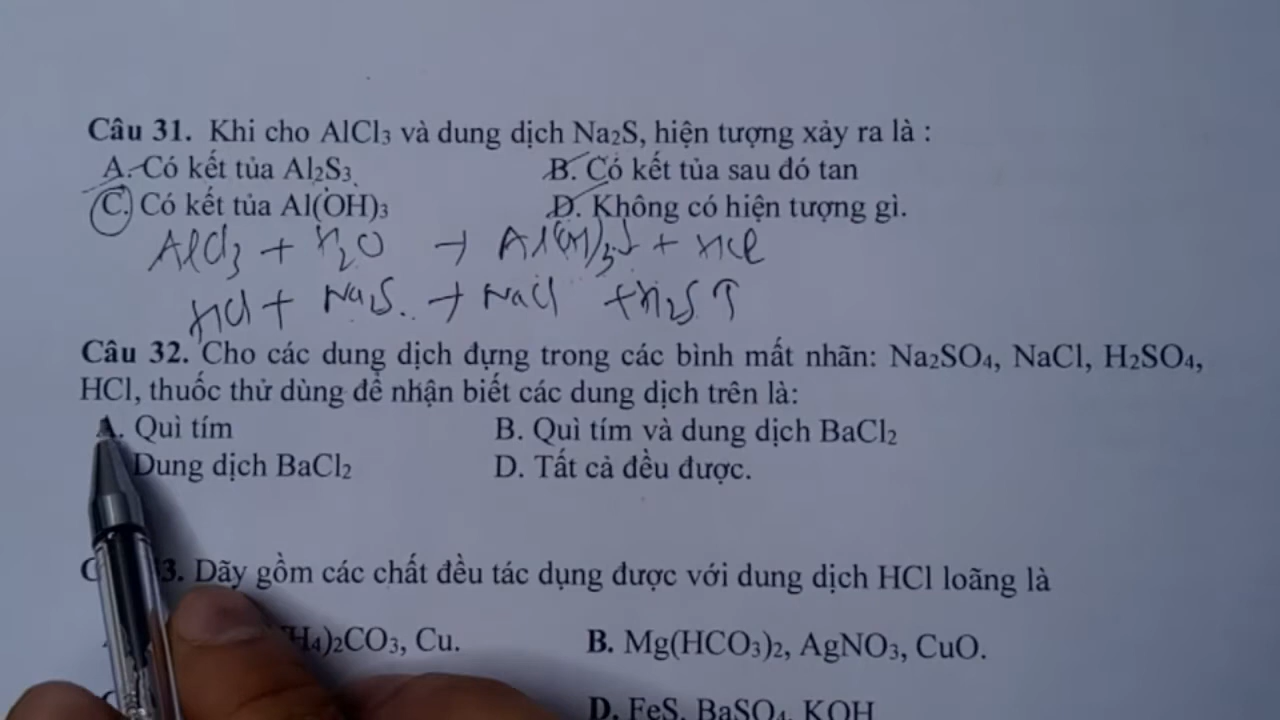 Câu 31. Khi cho AlCl3 và dung dịch Na2S, hiện tượng xảy ra là :
A. Có kết tủa Al2S3 B. Có kết tủa sau đó tan
C. Có kết tủa Al(OH)3 D. Không có hiện tượng gì.
AlCl3 + H2O → Al(OH)3↓ + HCl
HCl + Na2S → NaCl + H2S ↑
Câu 32. Cho các dung dịch đựng trong các bình mất nhãn: Na2SO4, NaCl, H2SO4,
HCl, thuốc thử dùng để nhận biết các dung dịch trên là:
A. Quì tím B. Quì tím và dung dịch BaCl2
Dung dịch BaCl2 D. Tất cả đều được.
3. Dãy gồm các chất đều tác dụng được với dung dịch HCl loãng là
H4)2CO3, Cu. B. Mg(HCO3)2, AgNO3, CuO.
D. FeS, BaSO4, KOH